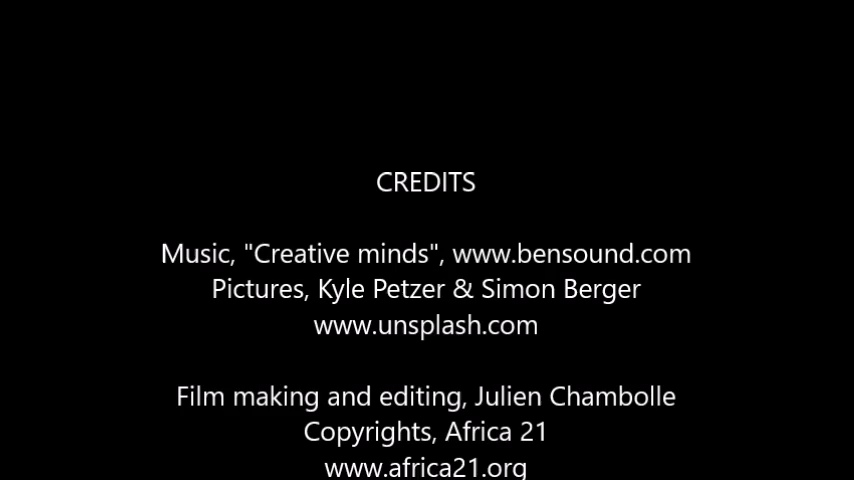 CREDITS
Music, "Creative minds", www.bensound.com
Pictures, Kyle Petzer & Simon Berger
www.unsplash.com
Film making and editing, Julien Chambolle
Copyrights, Africa 21
www.africa21.org